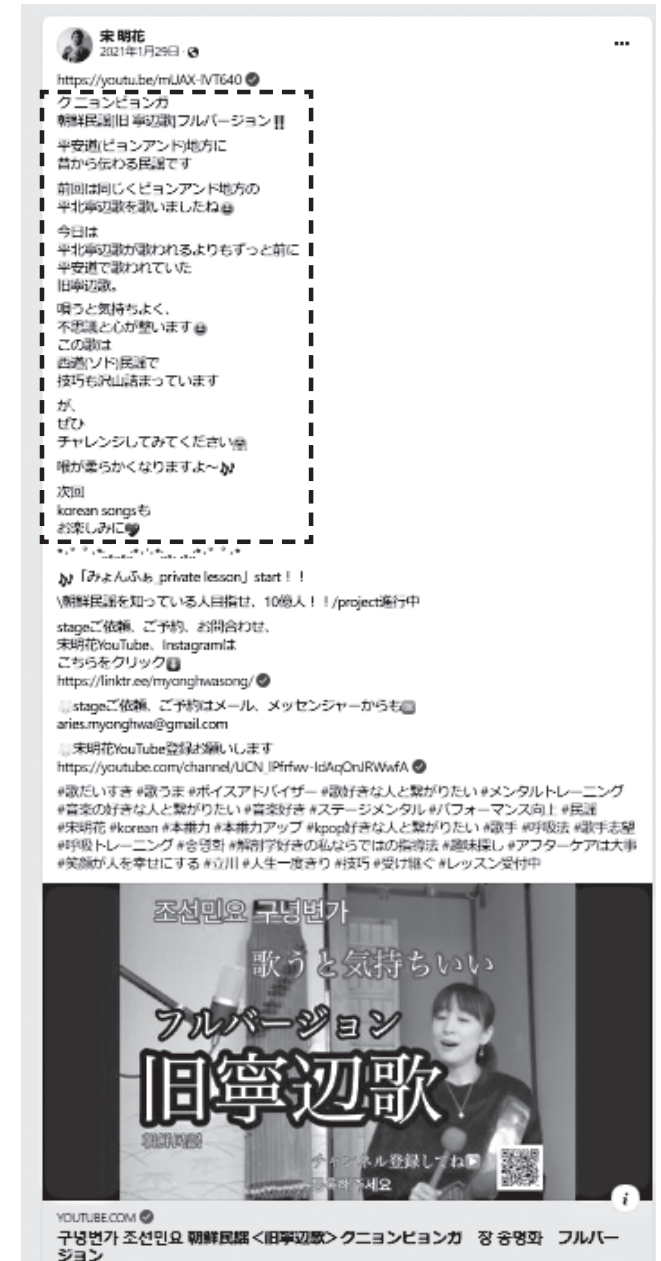 宋 明花
2021年1月29日
https://youtu.be/mUAX-IVT640
クニョンビョンガ
朝鮮民謡[旧 寧辺歌]フルバージョン‼
平安道(ピョンアンド)地方に
昔から伝わる民謡です
前回は同じくピョンアンド地方の
平北寧辺歌を歌いましたね
今日は
平北寧辺歌が歌われるよりもずっと前に
平安道で歌われていた
旧寧辺歌。
唄うと気持ちよく、
不思議と心が整います
この歌は
西道(ソド)民謡で
技巧も沢山詰まっています
が、
ぜひ
チャレンジしてみてください
喉が柔らかくなりますよ〜🎶
次回
korean songsも
お楽しみに
🎶「みょんふぁ private lesson」start！！
\朝鮮民謡を知っている人目指せ、10億人！！/project進行中
stageご依頼、ご予約、お問合わせ、
宋明花YouTube、Instagramは
こちらをクリック⬇
https://linktr.ee/myonghwasong/
stageご依頼、ご予約はメール、メッセンジャーからも
aries.myonghwa@gmail.com
宋明花YouTube登録お願いします
https://youtube.com/channel/UCN_lPfrfwv-IdAqOnJRWwfA
#歌だいすき #歌うま #ボイスアドバイザー #歌好きな人と繋がりたい #メンタルトレーニング
#音楽の好きな人と繋がりたい #音楽好き #ステージメンタル #パフォーマンス向上 #民謡
#宋明花 #korean #本番力 #本番力アップ #kpop好きな人と繋がりたい #歌手 #呼吸法 #歌手志望
#呼吸トレーニング #송명화 #解剖学好きの私ならではの指導法 #趣味探し #アフターケアは大事
#笑顔が人を幸せにする #立川 #人生一度きり #技巧 #受け継ぐ #レッスン受付中
조선민요 구녕변가
歌うと気持ちいい
フルバージョン
旧寧辺歌
朝鮮民謡
チャンネル登録してね▶
등록해주세요
YOUTUBE.COM
구녕변가 조선민요 朝鮮民謡＜旧寧辺歌＞クニョンビョンガ 장 송명화 フルバー
ジョン